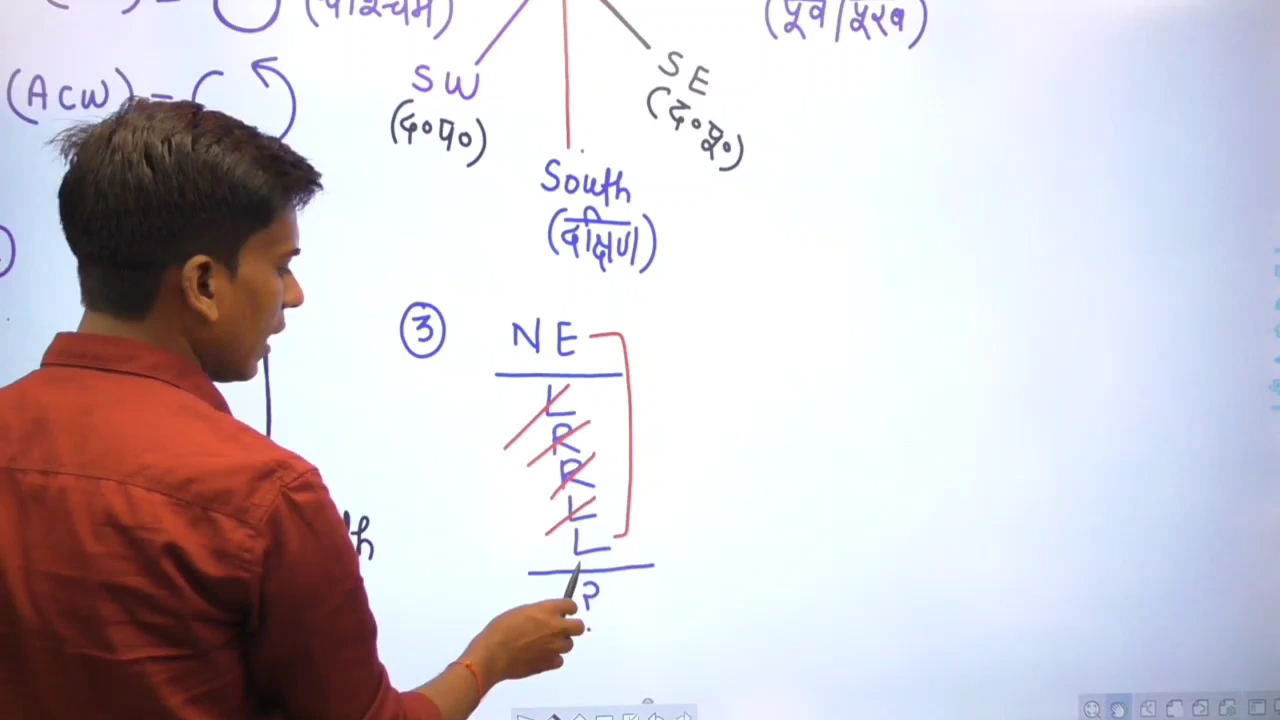 (पश्चिम)
(पूर्व/पूरब)
(ACW) =
SW
(द०प०)
SE
(द०पू०)
South
(दक्षिण)
3
NE
L
R
R
L
L
?